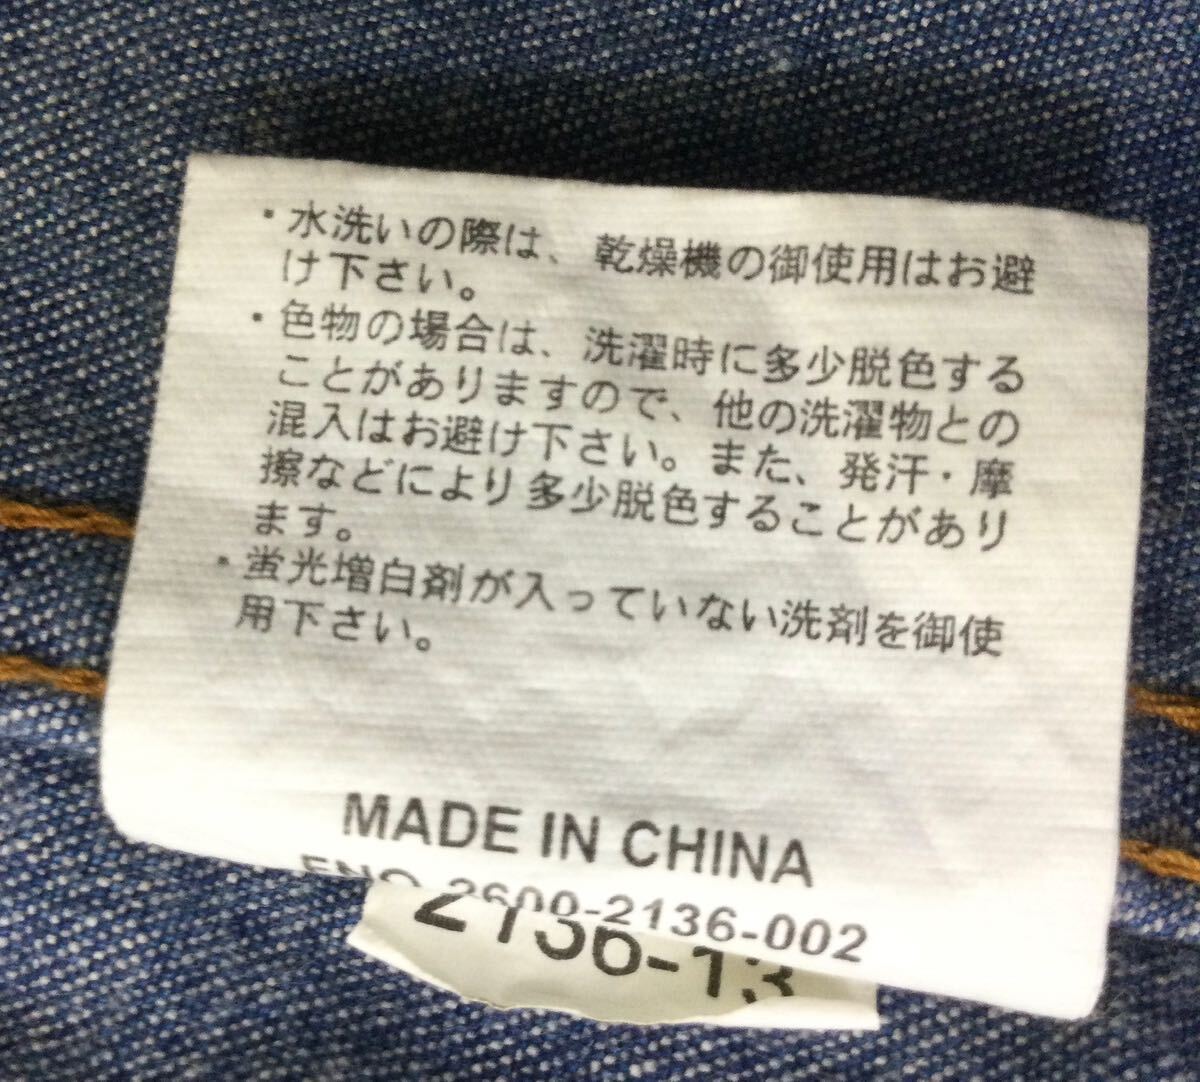 ・水洗いの際は、乾燥機の御使用はお避
け下さい。
・色物の場合は、洗濯時に多少脱色する
ことがありますので、他の洗濯物との
混入はお避け下さい。また、発汗・摩
擦などにより多少脱色することがあり
ます。
・蛍光増白剤が入っていない洗剤を御使
用下さい。
MADE IN CHINA
2600-2136-002
2136-13